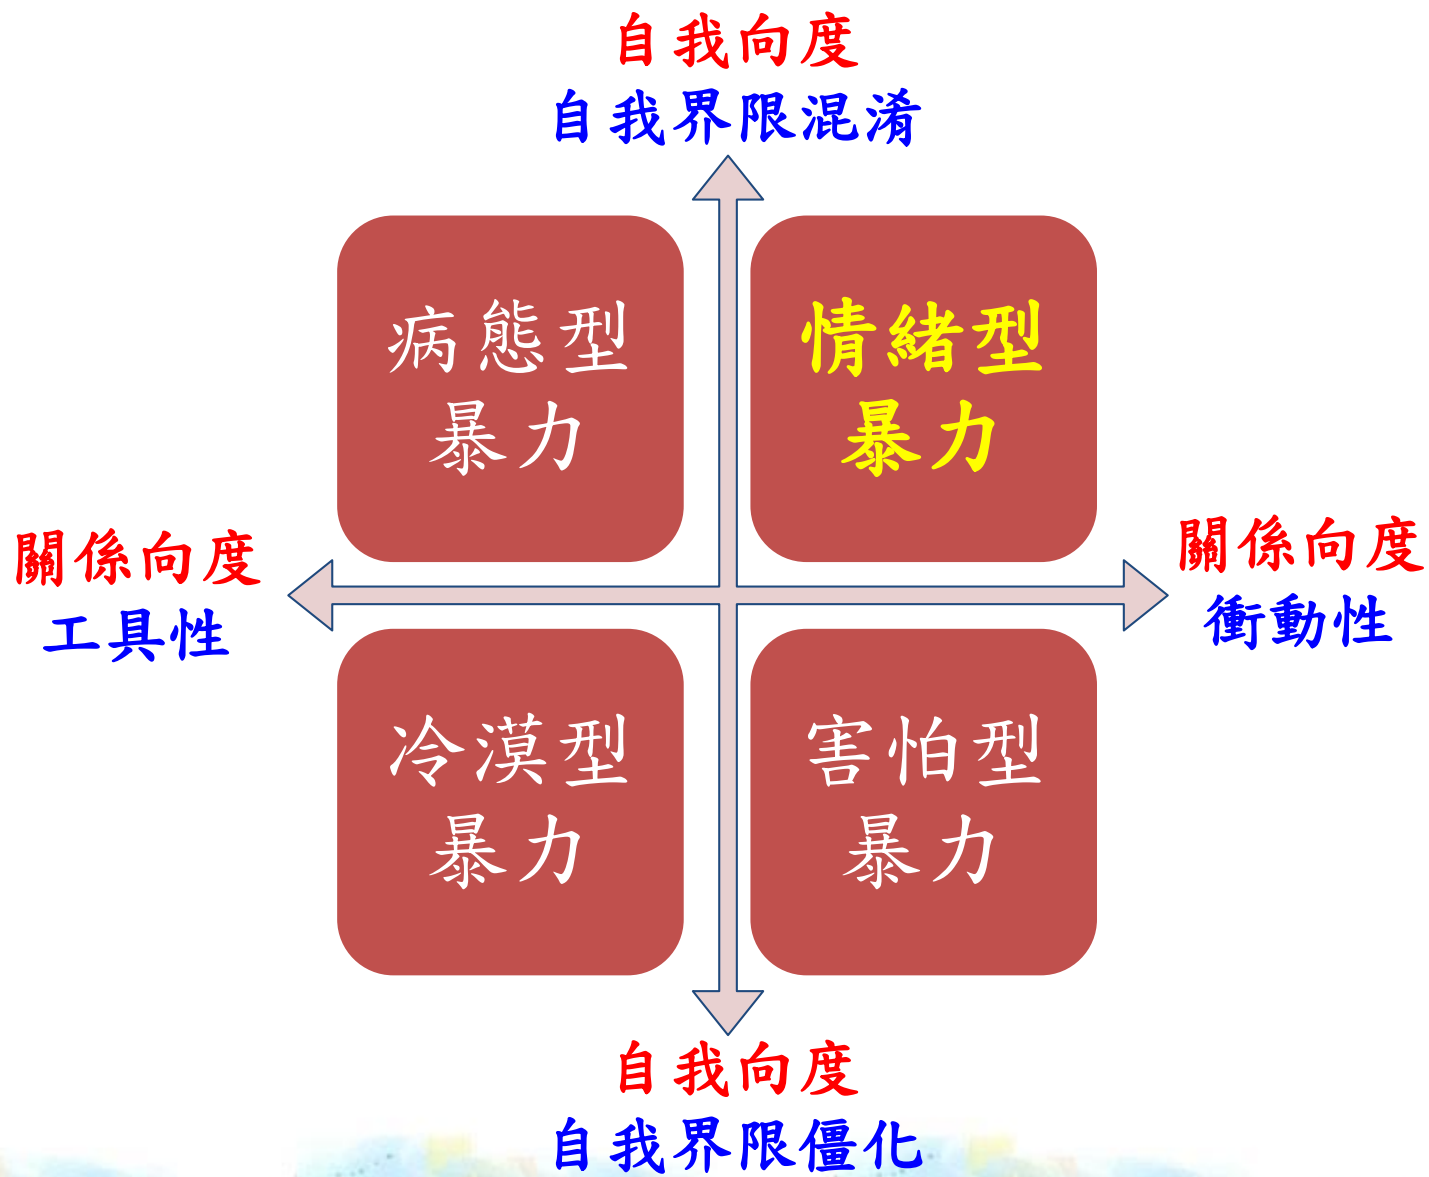 自我向度
自我界限混淆
病態型
暴力
情緒型
暴力
關係向度
工具性
關係向度
衝動性
冷漠型
暴力
害怕型
暴力
自我向度
自我界限僵化